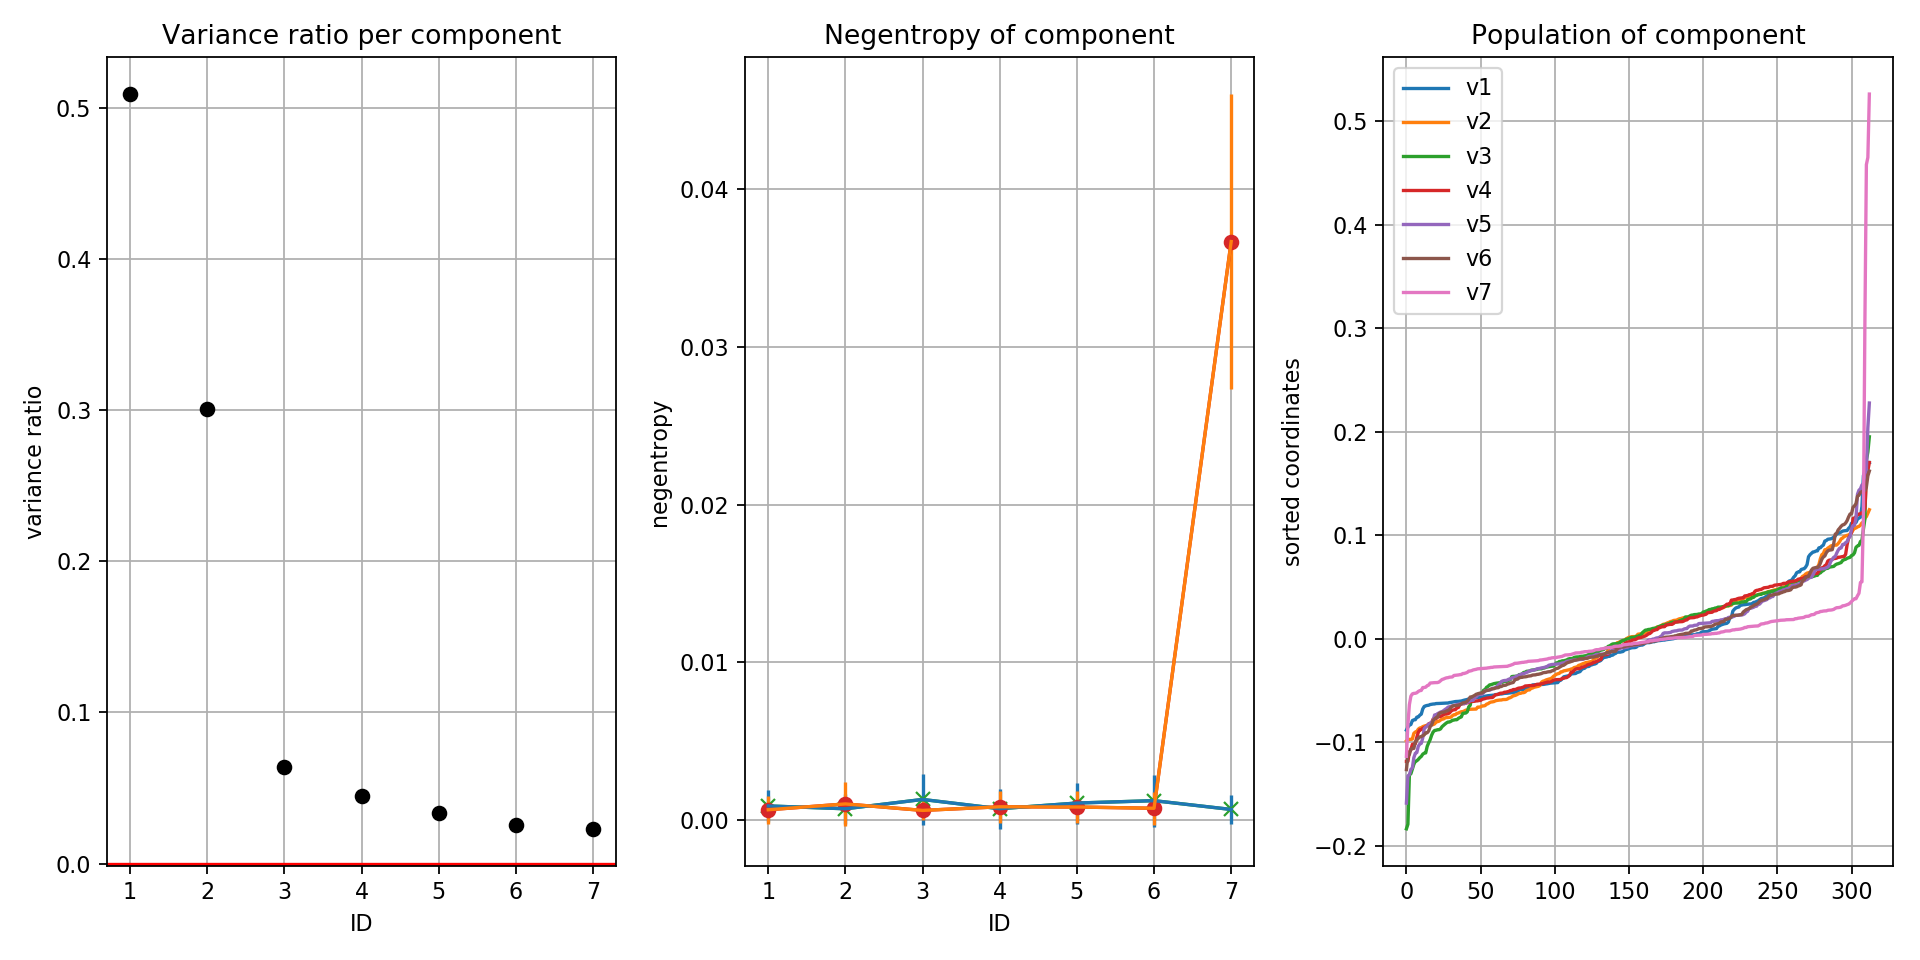 Variance ratio per component
variance ratio
0.5
0.4
0.3
0.2
0.1
0.0
1 2 3 4 5 6 7
ID
Negentropy of component
negentropy
0.04
0.03
0.02
0.01
0.00
1 2 3 4 5 6 7
ID
Population of component
sorted coordinates
0.5
0.4
0.3
0.2
0.1
0.0
−0.1
−0.2
0 50 100 150 200 250 300
v1
v2
v3
v4
v5
v6
v7